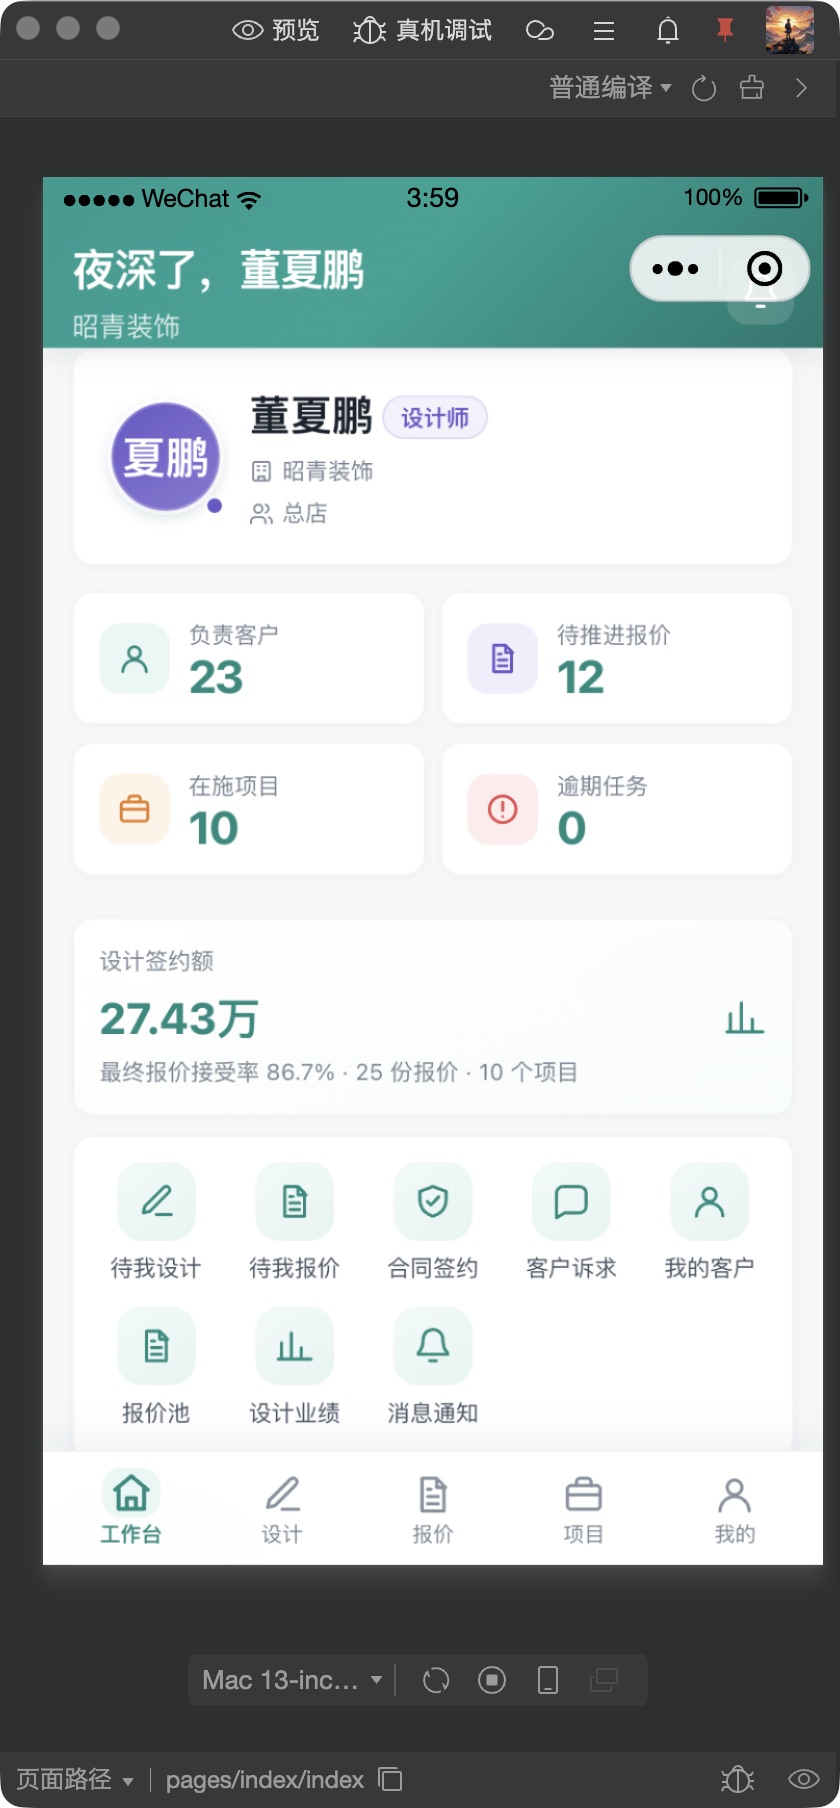 预览 真机调试
普通编译
WeChat 3:59 100%
夜深了，董夏鹏
昭青装饰
夏鹏
董夏鹏 设计师
昭青装饰
总店
负责客户
23
待推进报价
12
在施项目
10
逾期任务
0
设计签约额
27.43万
最终报价接受率 86.7% · 25 份报价 · 10 个项目
待我设计 待我报价 合同签约 客户诉求 我的客户
报价池 设计业绩 消息通知
工作台 设计 报价 项目 我的
Mac 13-inc...
页面路径 pages/index/index